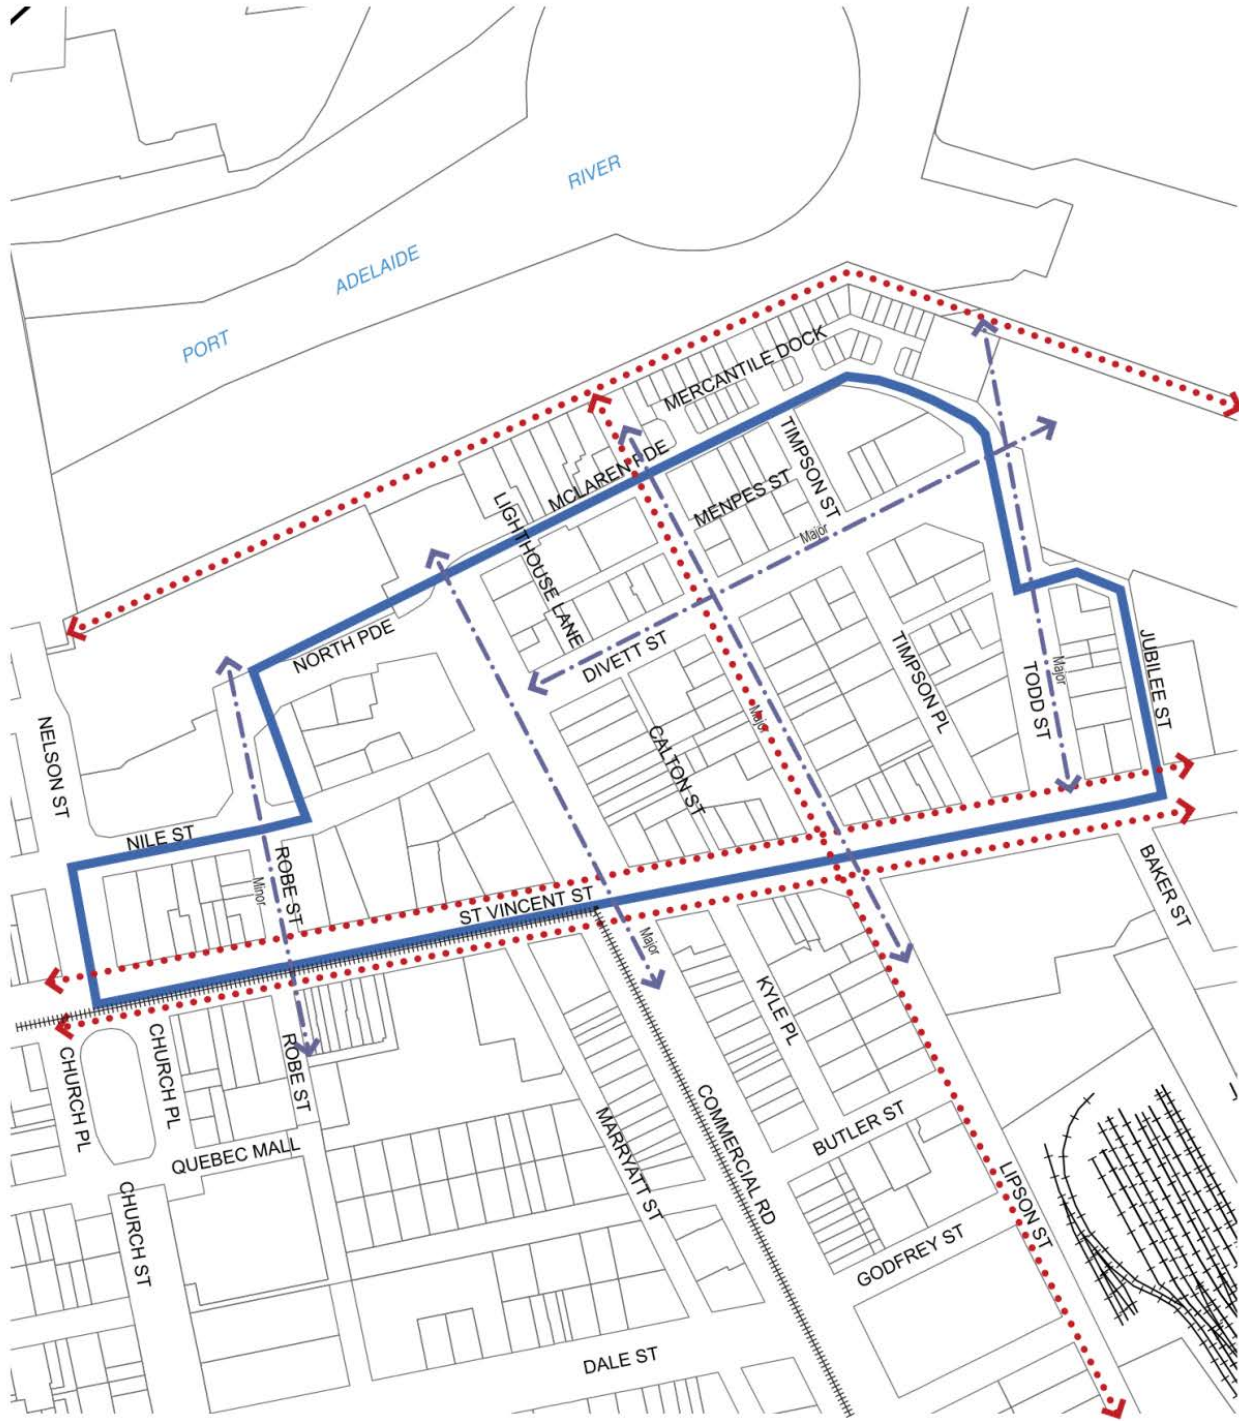 RIVER
ADELAIDE
PORT
MERCANTILE DOCK
MCLAREN PDE
TIMPSON ST
MENPES ST
LIGHTHOUSE LANE
Major
NORTH PDE
DIVETT ST
JUBILEE ST
TIMPSON PL
TODD ST
Major
NELSON ST
CALTON ST
Major
NILE ST
ROBE ST
Minor
ST VINCENT ST
BAKER ST
Major
KYLE PL
CHURCH PL
CHURCH PL
ROBE ST
COMMERCIAL RD
MARRYATT ST
BUTLER ST
QUEBEC MALL
LIPSON ST
CHURCH ST
GODFREY ST
DALE ST